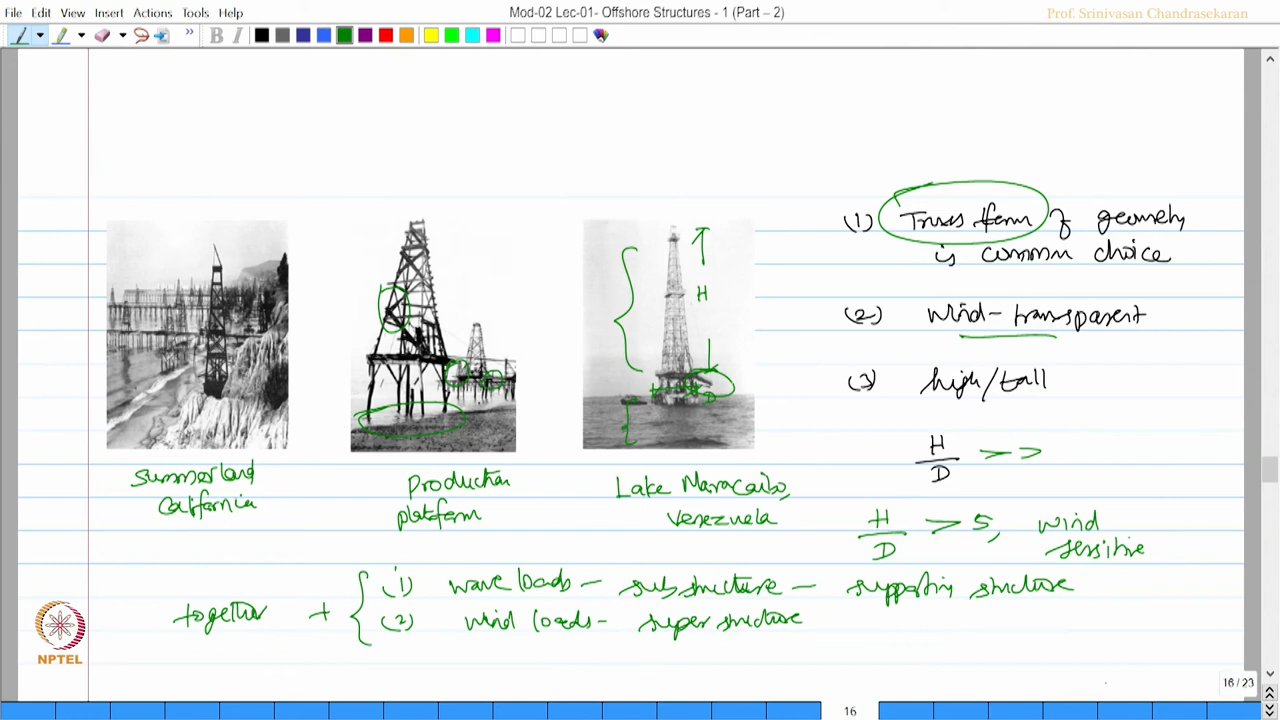 File Edit View Insert Actions Tools Help
Mod-02 Lec-01- Offshore Structures - 1 (Part – 2)
Prof. Srinivasan Chandrasekaran
B I
(1) Truss form of geometry
is common choice
(2) wind-transparent
(3) high/tall
H/D >>
H/D > 5, wind
sensitive
H
D
Summerland
California
Production
platform
Lake Maracaibo,
Venezuela
together + (1) wave loads - substructure - supporting structure
(2) wind loads - superstructure
NPTEL
16 / 23
16